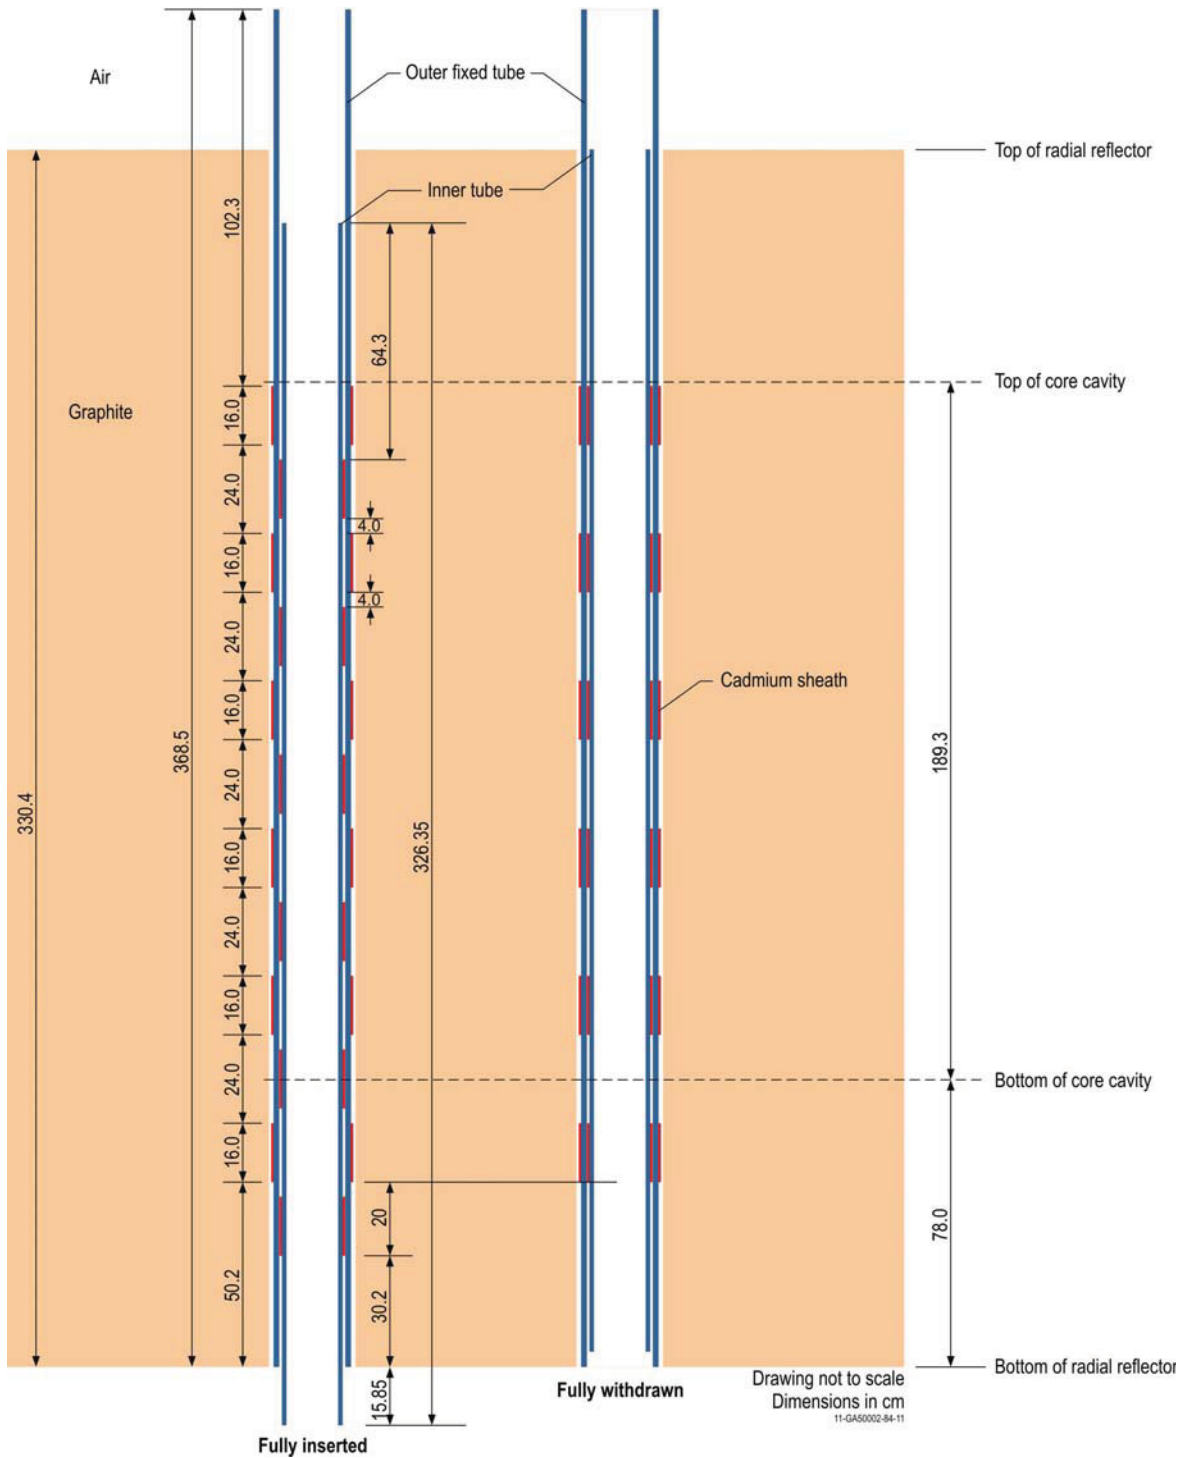 Air
Outer fixed tube
Top of radial reflector
Inner tube
102.3
64.3
Top of core cavity
Graphite
16.0
24.0
4.0
16.0
4.0
24.0
Cadmium sheath
16.0
368.5
189.3
24.0
330.4
326.35
16.0
24.0
16.0
24.0
Bottom of core cavity
16.0
20
78.0
50.2
30.2
Bottom of radial reflector
15.85
Fully withdrawn
Drawing not to scale
Dimensions in cm
11-GA50002-84-11
Fully inserted